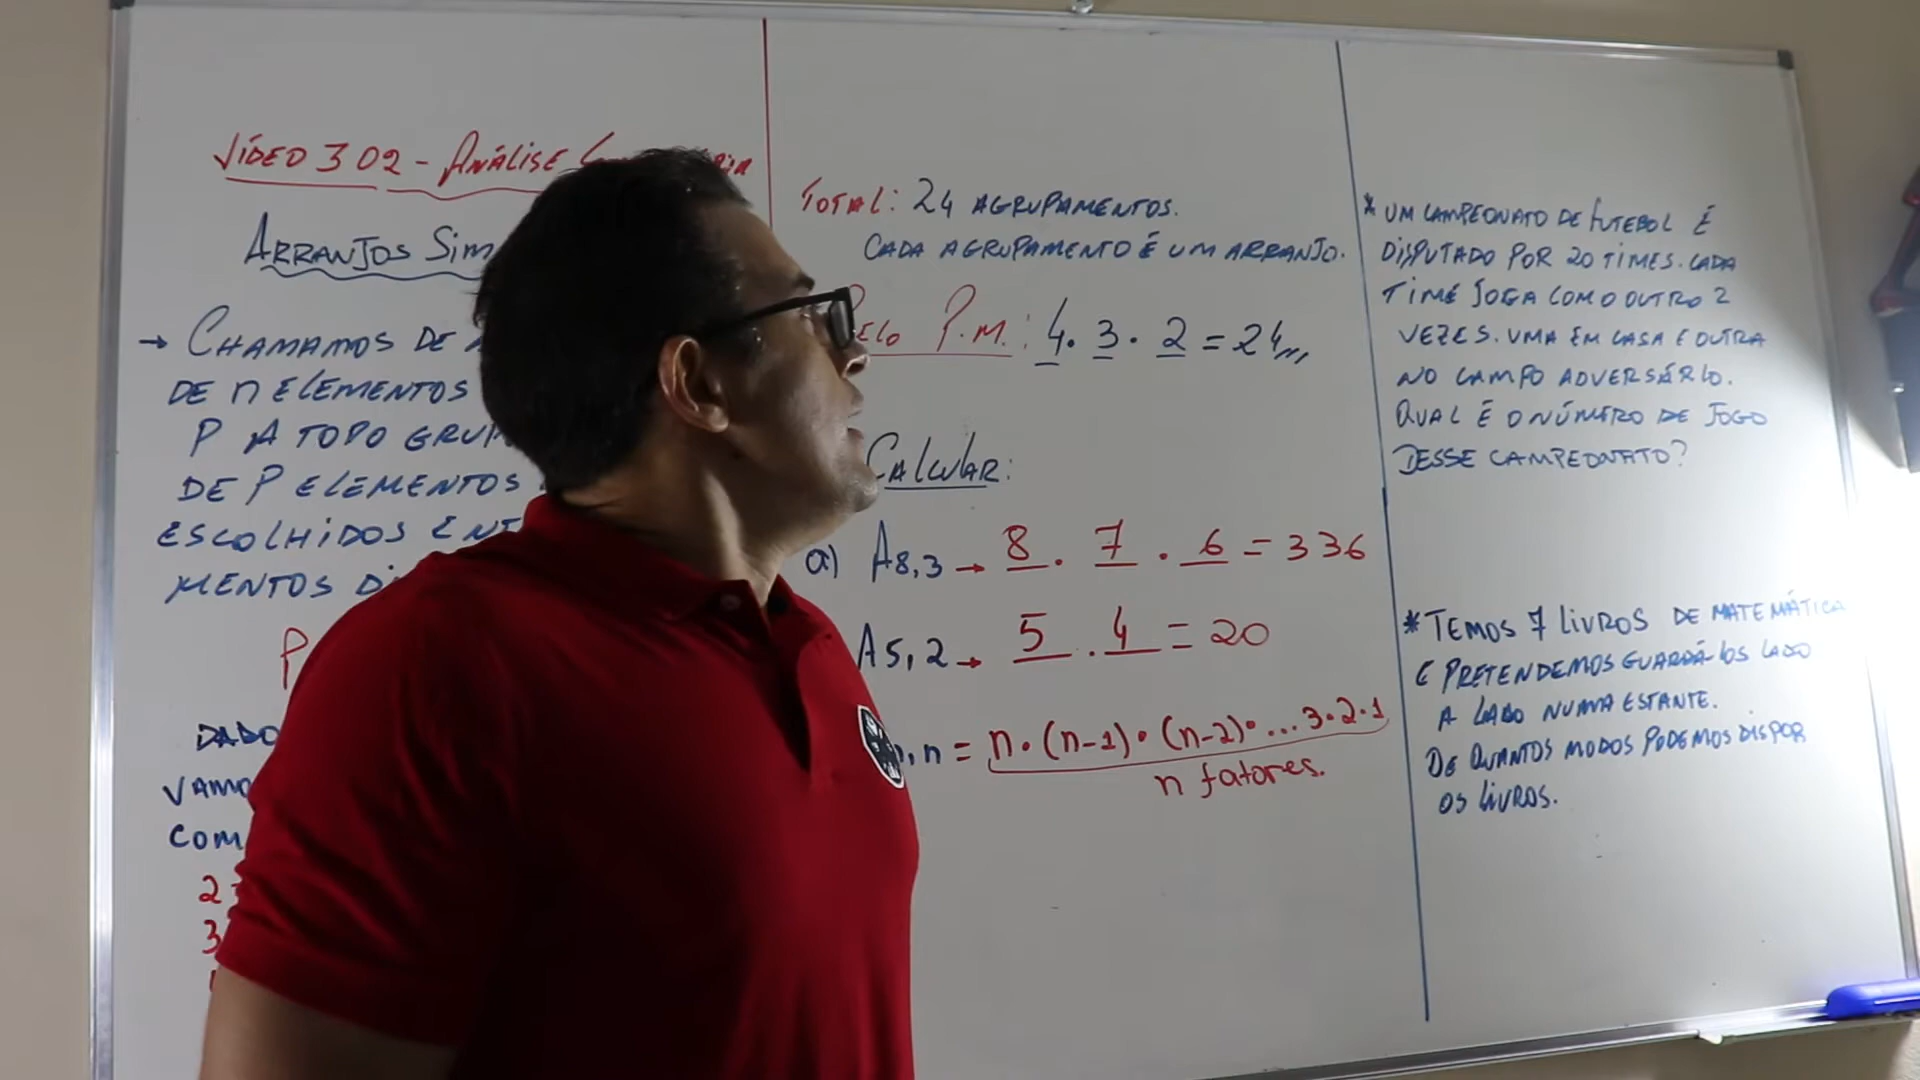 VÍDEO 302 - ANÁLISE
ARRANJOS SIM
→ CHAMAMOS DE
DE n ELEMENTOS
P A TODO GRUP
DE P ELEMENTOS
ESCOLHIDOS ENT
MENTOS DI
P
DADO
VAMO
COM
2
3
TOTAL: 24 AGRUPAMENTOS.
CADA AGRUPAMENTO É UM ARRANJO.
PELO P.M.: 4 . 3 . 2 = 24
CALCULAR:
a) A8,3 → 8 . 7 . 6 = 336
A5,2 → 5 . 4 = 20
n,n = n·(n-1)·(n-2)·...3·2·1
n fatores.
* UM CAMPEONATO DE FUTEBOL É
DISPUTADO POR 20 TIMES. CADA
TIME JOGA COM O OUTRO 2
VEZES. UMA EM CASA E OUTRA
NO CAMPO ADVERSÁRIO.
QUAL É O NÚMERO DE JOGO
DESSE CAMPEONATO?
* TEMOS 7 LIVROS DE MATEMÁTICA
E PRETENDEMOS GUARDÁ-LOS LADO
A LADO NUMA ESTANTE.
DE QUANTOS MODOS PODEMOS DISPOR
OS LIVROS.